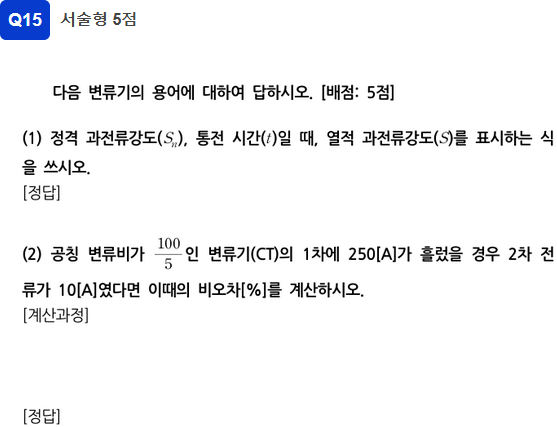 Q15 서술형 5점
다음 변류기의 용어에 대하여 답하시오. [배점: 5점]
(1) 정격 과전류강도(Sₙ), 통전 시간(t)일 때, 열적 과전류강도(S)를 표시하는 식
을 쓰시오.
[정답]
(2) 공칭 변류비가 100/5인 변류기(CT)의 1차에 250[A]가 흘렀을 경우 2차 전
류가 10[A]였다면 이때의 비오차[%]를 계산하시오.
[계산과정]
[정답]